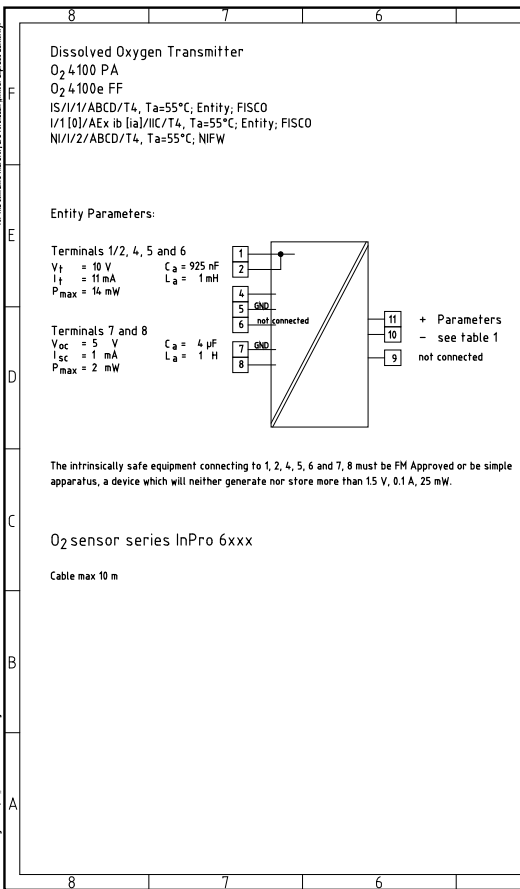 8 7 6
Dissolved Oxygen Transmitter
O2 4100 PA
O2 4100e FF
IS/I/1/ABCD/T4, Ta=55°C; Entity; FISCO
I/1 [0]/AEx ib [ia]/IIC/T4, Ta=55°C; Entity; FISCO
NI/I/2/ABCD/T4, Ta=55°C; NIFW
F
Entity Parameters:
E
Terminals 1/2, 4, 5 and 6
Vt = 10 V Ca = 925 nF
It = 11 mA La = 1 mH
Pmax = 14 mW
Terminals 7 and 8
Voc = 5 V Ca = 4 µF
Isc = 1 mA La = 1 H
Pmax = 2 mW
1
2
4
5 GND
6 not connected
7 GND
8
11 + Parameters
10 – see table 1
9 not connected
D
The intrinsically safe equipment connecting to 1, 2, 4, 5, 6 and 7, 8 must be FM Approved or be simple
apparatus, a device which will neither generate nor store more than 1.5 V, 0.1 A, 25 mW.
C
O2 sensor series InPro 6xxx
Cable max 10 m
B
A
8 7 6